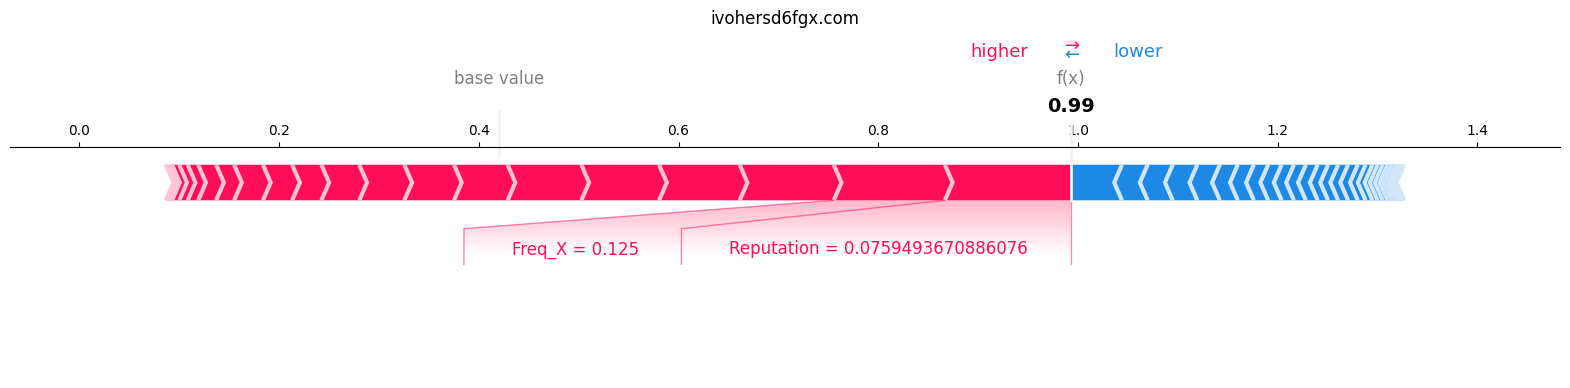 ivohersd6fgx.com
higher ⇄ lower
base value f(x)
0.99
0.0 0.2 0.4 0.6 0.8 1.0 1.2 1.4
Freq_X = 0.125 Reputation = 0.0759493670886076